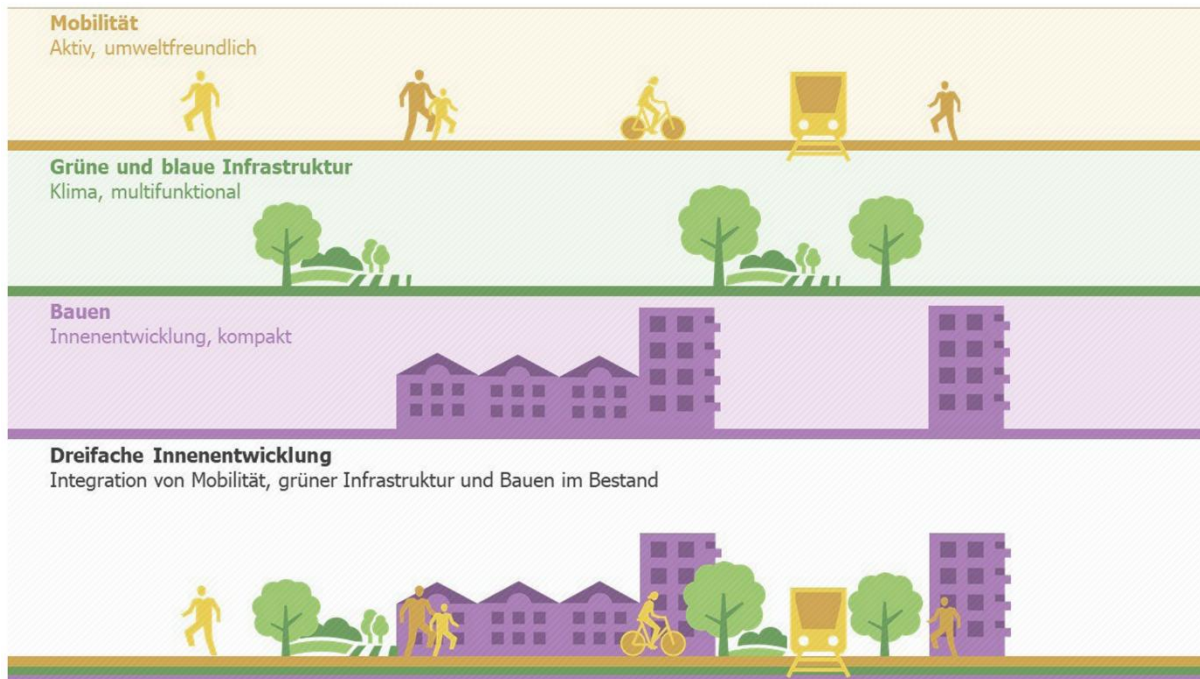 Mobilität
Aktiv, umweltfreundlich
Grüne und blaue Infrastruktur
Klima, multifunktional
Bauen
Innenentwicklung, kompakt
Dreifache Innenentwicklung
Integration von Mobilität, grüner Infrastruktur und Bauen im Bestand